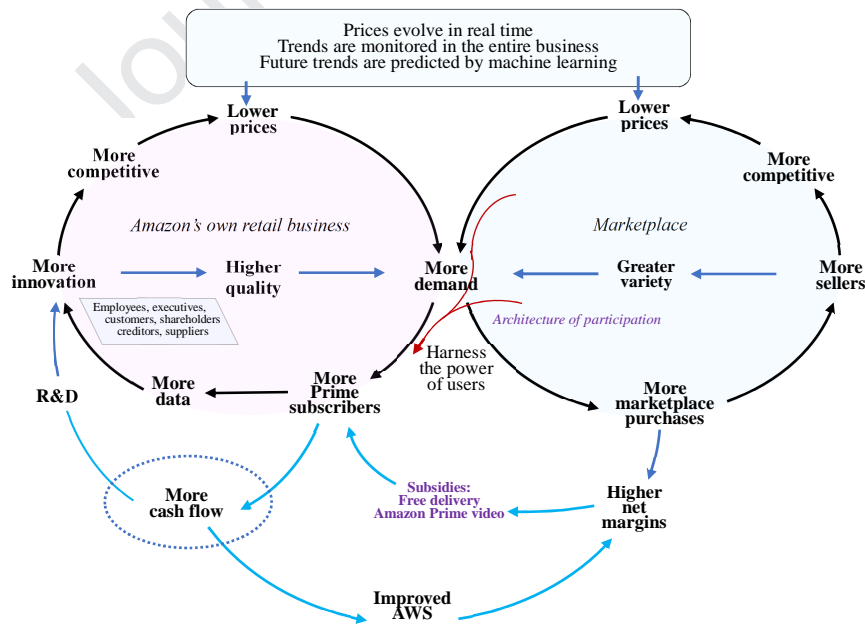 Prices evolve in real time
Trends are monitored in the entire business
Future trends are predicted by machine learning
Lower
prices
Lower
prices
More
competitive
More
competitive
Amazon's own retail business
Marketplace
More
innovation
Higher
quality
More
demand
Greater
variety
More
sellers
Employees, executives,
customers, shareholders
creditors, suppliers
Architecture of participation
Harness
the power
of users
R&D
More
data
More
Prime
subscribers
More
marketplace
purchases
More
cash flow
Subsidies:
Free delivery
Amazon Prime video
Higher
net
margins
Improved
AWS